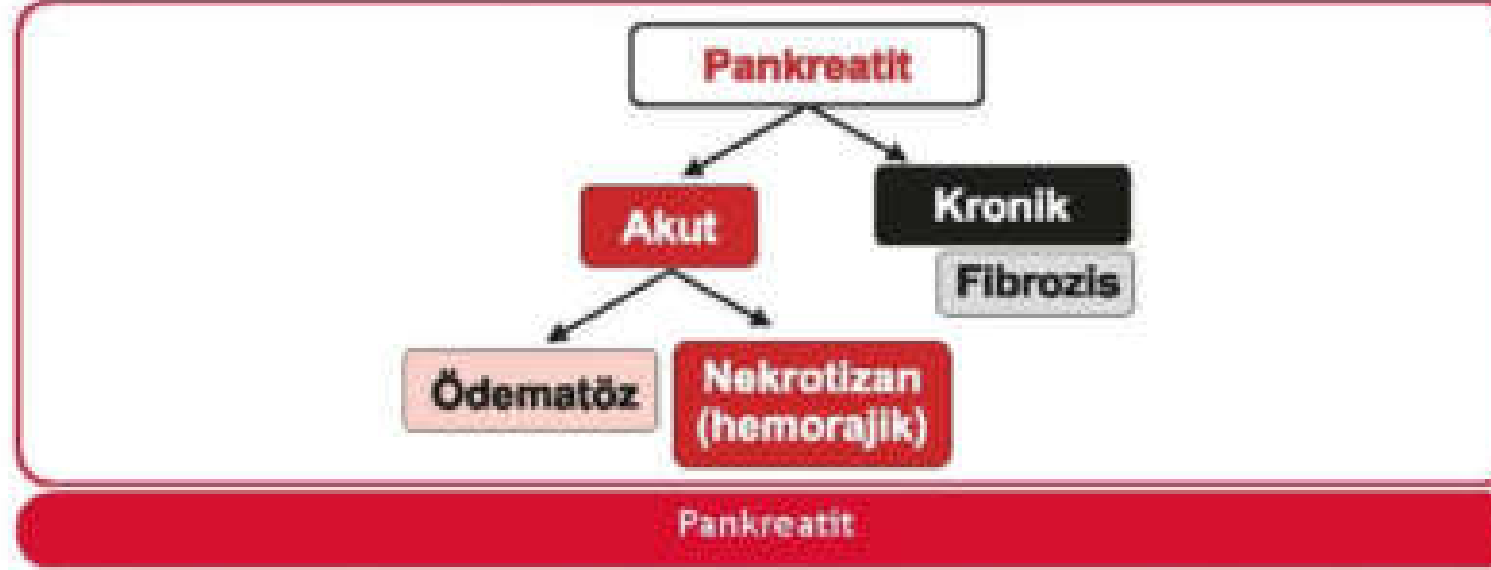 Pankreatit
Akut
Kronik
Fibrozis
Ödematöz
Nekrotizan
(hemorajik)
Pankreatit